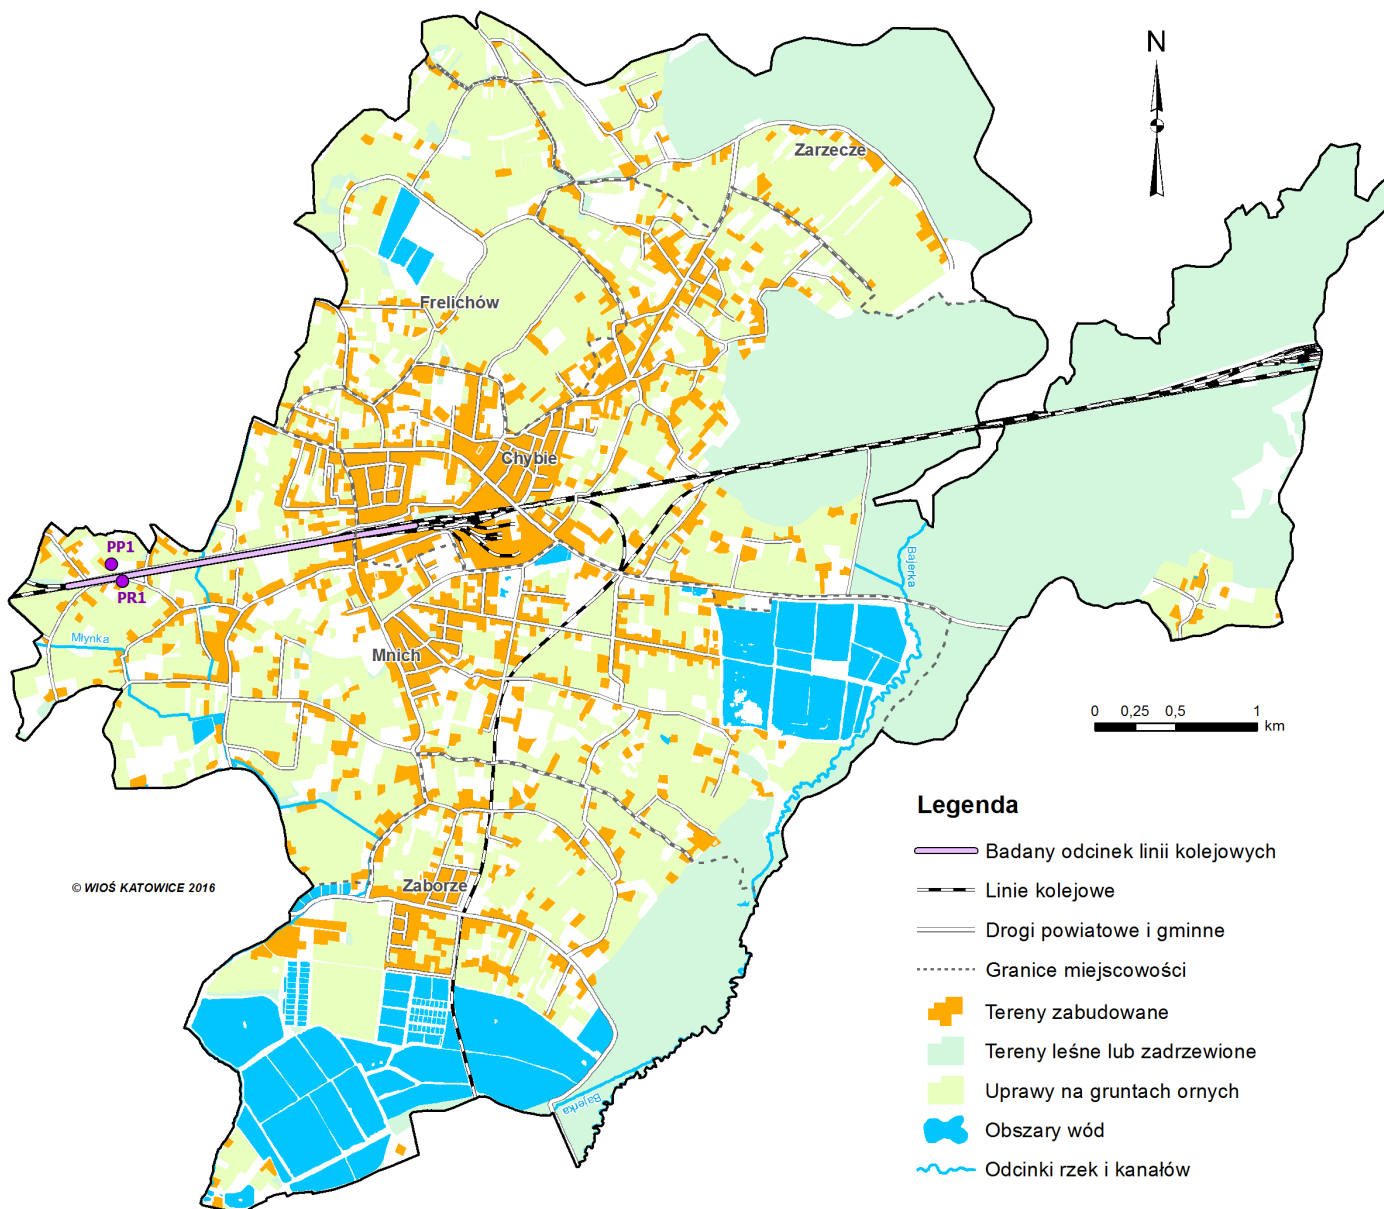 N
Zarzecze
Frelichów
Chybie
PP1
PR1
Bajerka
Młynka
Mnich
0 0,25 0,5 1
km
Legenda
Badany odcinek linii kolejowych
Linie kolejowe
Drogi powiatowe i gminne
Granice miejscowości
Tereny zabudowane
Tereny leśne lub zadrzewione
Uprawy na gruntach ornych
Obszary wód
Odcinki rzek i kanałów
© WIOŚ KATOWICE 2016
Zaborze
Bajerka